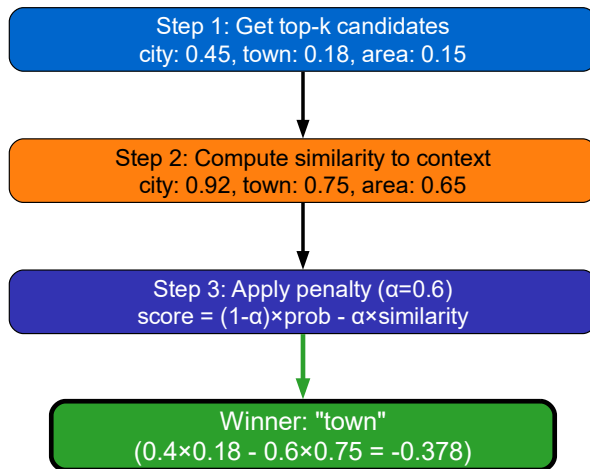 Step 1: Get top-k candidates
city: 0.45, town: 0.18, area: 0.15
Step 2: Compute similarity to context
city: 0.92, town: 0.75, area: 0.65
Step 3: Apply penalty (α=0.6)
score = (1-α)×prob - α×similarity
Winner: "town"
(0.4×0.18 - 0.6×0.75 = -0.378)